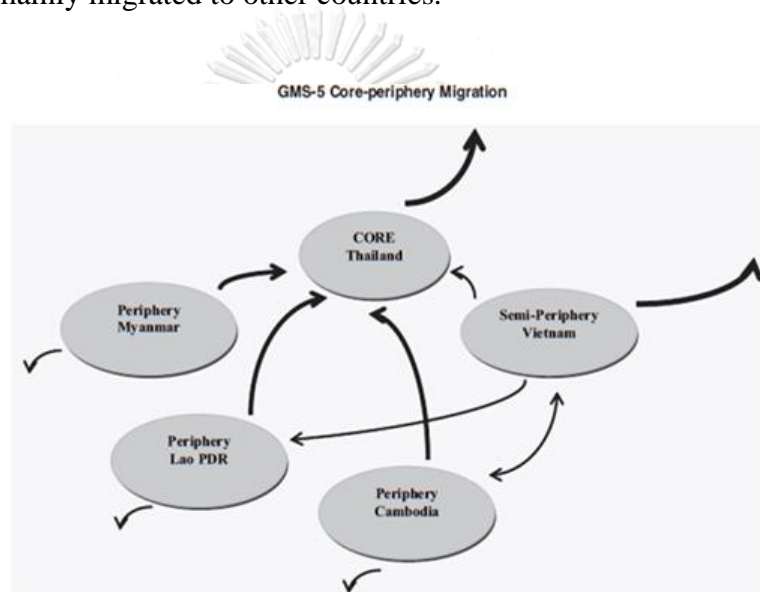 mainly migrated to other countries.
GMS-5 Core-periphery Migration
CORE
Thailand
Periphery
Myanmar
Semi-Periphery
Vietnam
Periphery
Lao PDR
Periphery
Cambodia